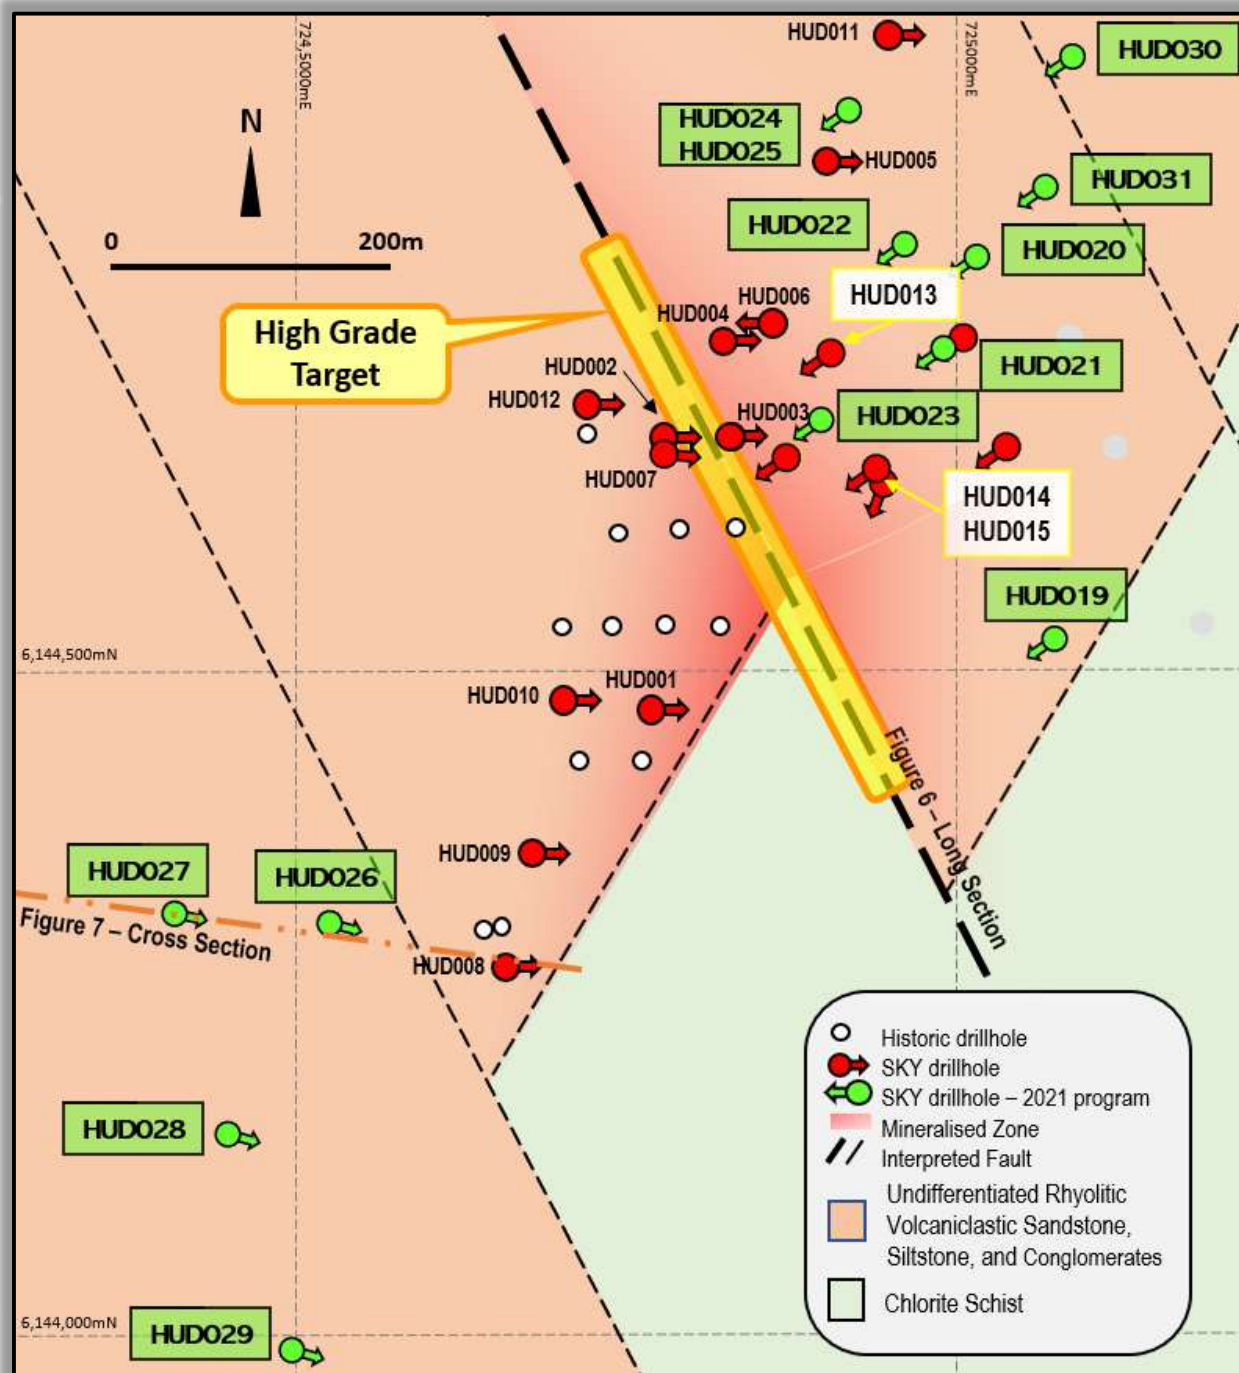 HUD011
724,5000mE
725000mE
HUD030
N
HUD024
HUD025
HUD005
HUD031
HUD022
HUD020
0
200m
HUD013
HUD006
HUD004
High Grade
Target
HUD002
HUD021
HUD012
HUD003
HUD023
HUD007
HUD014
HUD015
HUD019
6,144,500mN
HUD010
HUD001
Figure 6 – Long Section
HUD009
HUD027
HUD026
Figure 7 – Cross Section
HUD008
Historic drillhole
SKY drillhole
SKY drillhole – 2021 program
Mineralised Zone
Interpreted Fault
Undifferentiated Rhyolitic
Volcaniclastic Sandstone,
Siltstone, and Conglomerates
Chlorite Schist
HUD028
6,144,000mN
HUD029